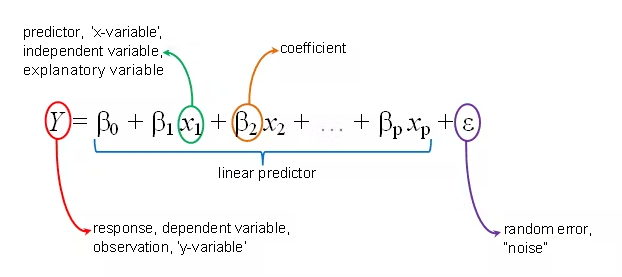 predictor, 'x-variable',
independent variable,
explanatory variable
coefficient
Y = β₀ + β₁ x₁ + β₂ x₂ + … + βₚ xₚ + ε
linear predictor
response, dependent variable,
observation, 'y-variable'
random error,
"noise"